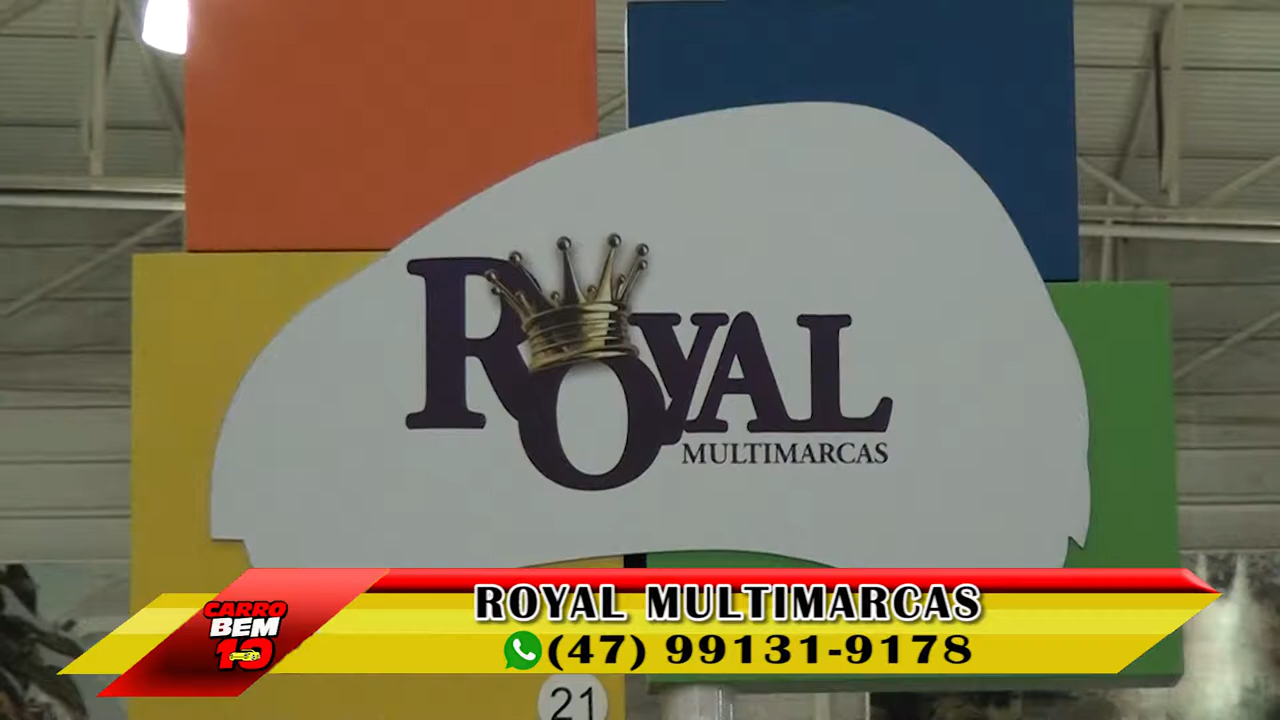 ROYAL
MULTIMARCAS
CARRO
BEM
10
ROYAL MULTIMARCAS
(47) 99131-9178
21